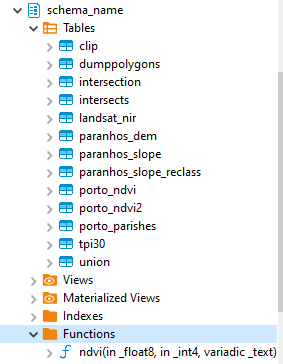 schema_name
Tables
clip
dumppolygons
intersection
intersects
landsat_nir
paranhos_dem
paranhos_slope
paranhos_slope_reclass
porto_ndvi
porto_ndvi2
porto_parishes
tpi30
union
Views
Materialized Views
Indexes
Functions
ndvi(in _float8, in _int4, variadic _text)